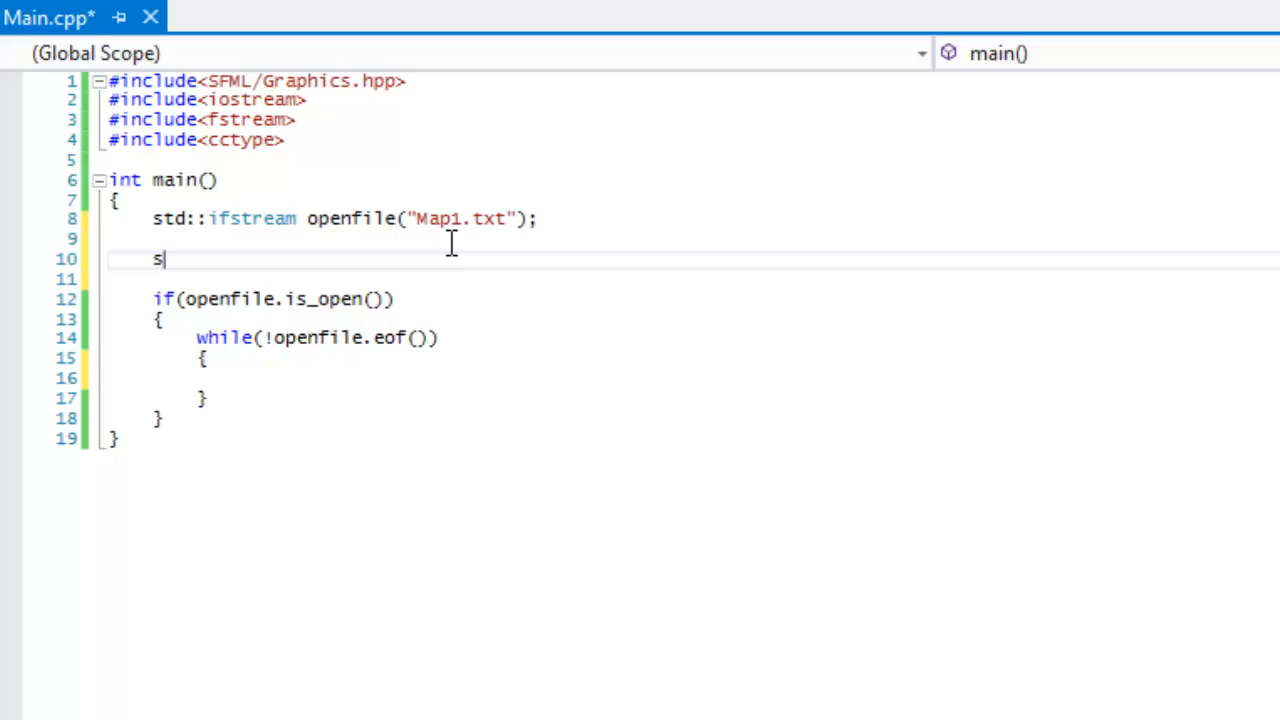 Main.cpp*
(Global Scope) main()
1 #include<SFML/Graphics.hpp>
2 #include<iostream>
3 #include<fstream>
4 #include<cctype>
5
6 int main()
7 {
8 std::ifstream openfile("Map1.txt");
9
10 s
11
12 if(openfile.is_open())
13 {
14 while(!openfile.eof())
15 {
16
17 }
18 }
19 }